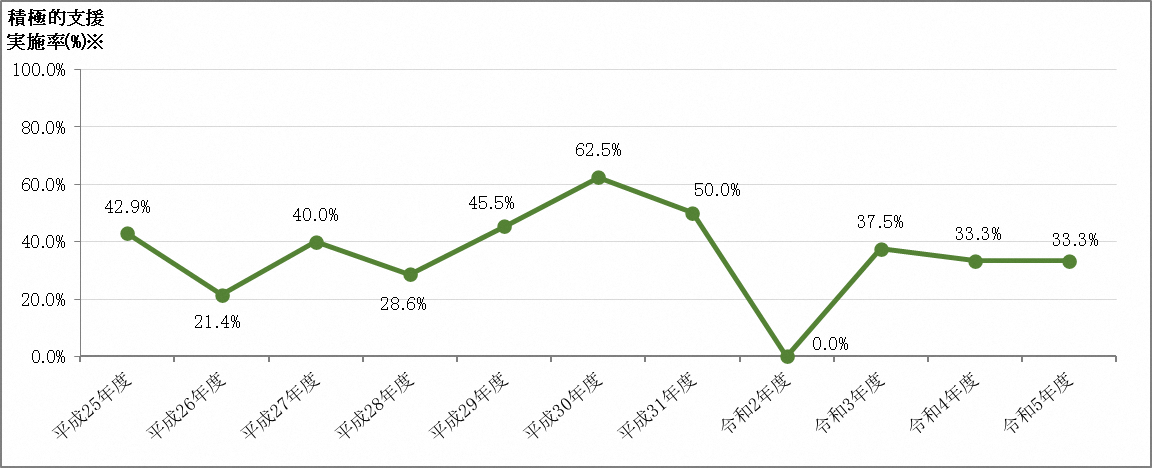 積極的支援
実施率(%)※
100.0%
80.0%
60.0%
40.0%
20.0%
0.0%
42.9%
21.4%
40.0%
28.6%
45.5%
62.5%
50.0%
0.0%
37.5%
33.3%
33.3%
平成25年度
平成26年度
平成27年度
平成28年度
平成29年度
平成30年度
平成31年度
令和2年度
令和3年度
令和4年度
令和5年度